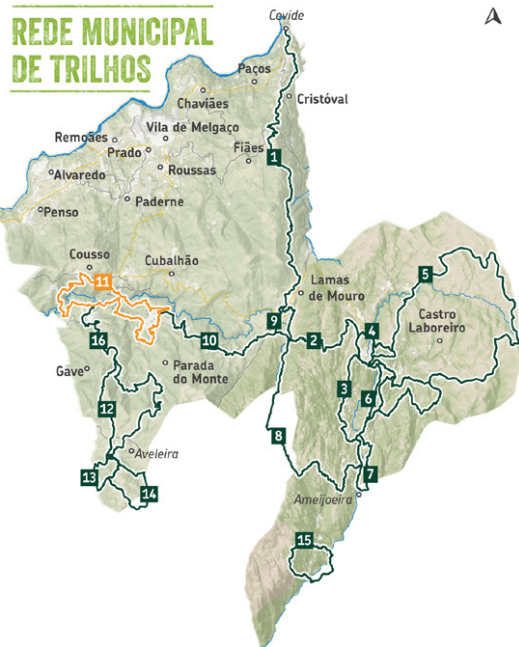 REDE MUNICIPAL
DE TRILHOS
Cevide
Paços
Cristóval
Chaviães
Vila de Melgaço
Remoães
Prado
Fiães
1
Roussas
Alvaredo
Paderne
Penso
Cousso
Cubalhão
11
Lamas
de Mouro
5
Castro
Laboreiro
9
4
16
10
2
Gave
Parada
do Monte
3
6
12
8
Aveleira
13
14
7
Ameijoeira
15